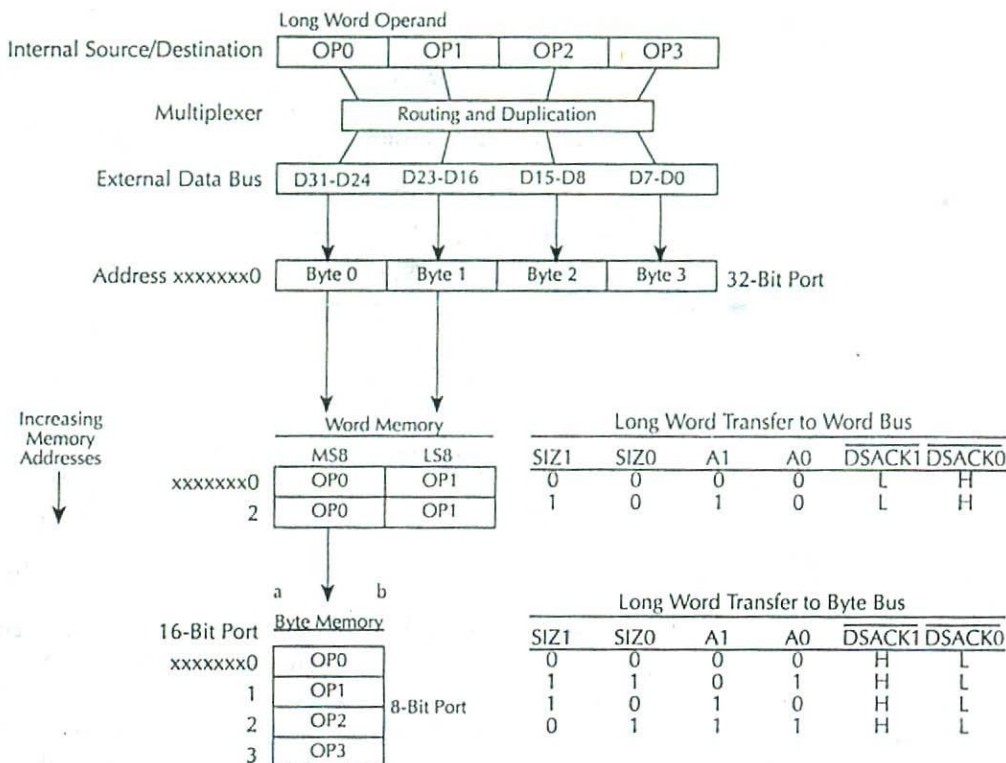 Long Word Operand
Internal Source/Destination OP0 OP1 OP2 OP3
Multiplexer Routing and Duplication
External Data Bus D31-D24 D23-D16 D15-D8 D7-D0
Address xxxxxxx0 Byte 0 Byte 1 Byte 2 Byte 3 32-Bit Port
Increasing
Memory
Addresses
Word Memory
MS8 LS8
xxxxxxx0 OP0 OP1
2 OP0 OP1
Long Word Transfer to Word Bus
SIZ1 SIZ0 A1 A0 DSACK1 DSACK0
0 0 0 0 L H
1 0 1 0 L H
a b
16-Bit Port Byte Memory
xxxxxxx0 OP0
1 OP1
8-Bit Port
2 OP2
3 OP3
Long Word Transfer to Byte Bus
SIZ1 SIZ0 A1 A0 DSACK1 DSACK0
0 0 0 0 H L
1 1 0 1 H L
1 0 1 0 H L
0 1 1 1 H L